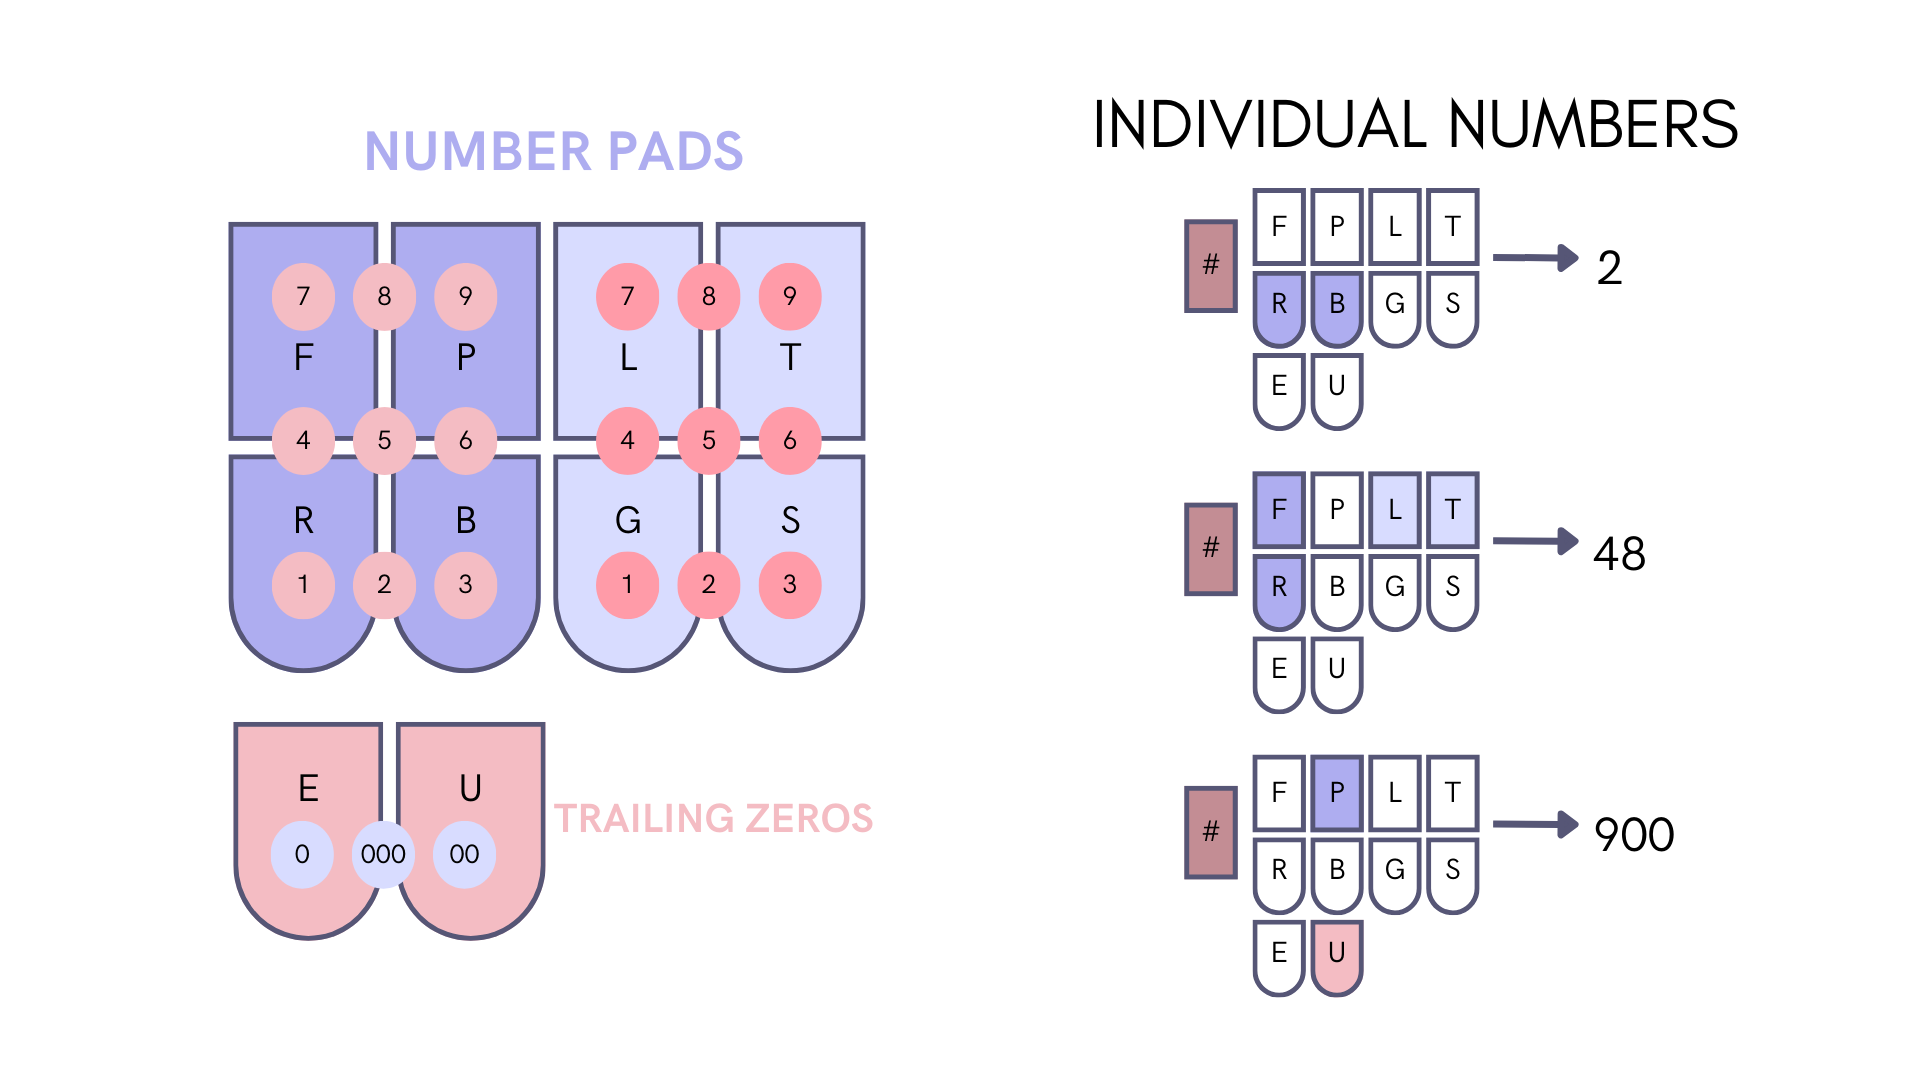 NUMBER PADS
7 8 9 7 8 9
F P L T
4 5 6 4 5 6
R B G S
1 2 3 1 2 3
E U
0 000 00
TRAILING ZEROS
INDIVIDUAL NUMBERS
F P L T
# 2
R B G S
E U
F P L T
# 48
R B G S
E U
F P L T
# 900
R B G S
E U